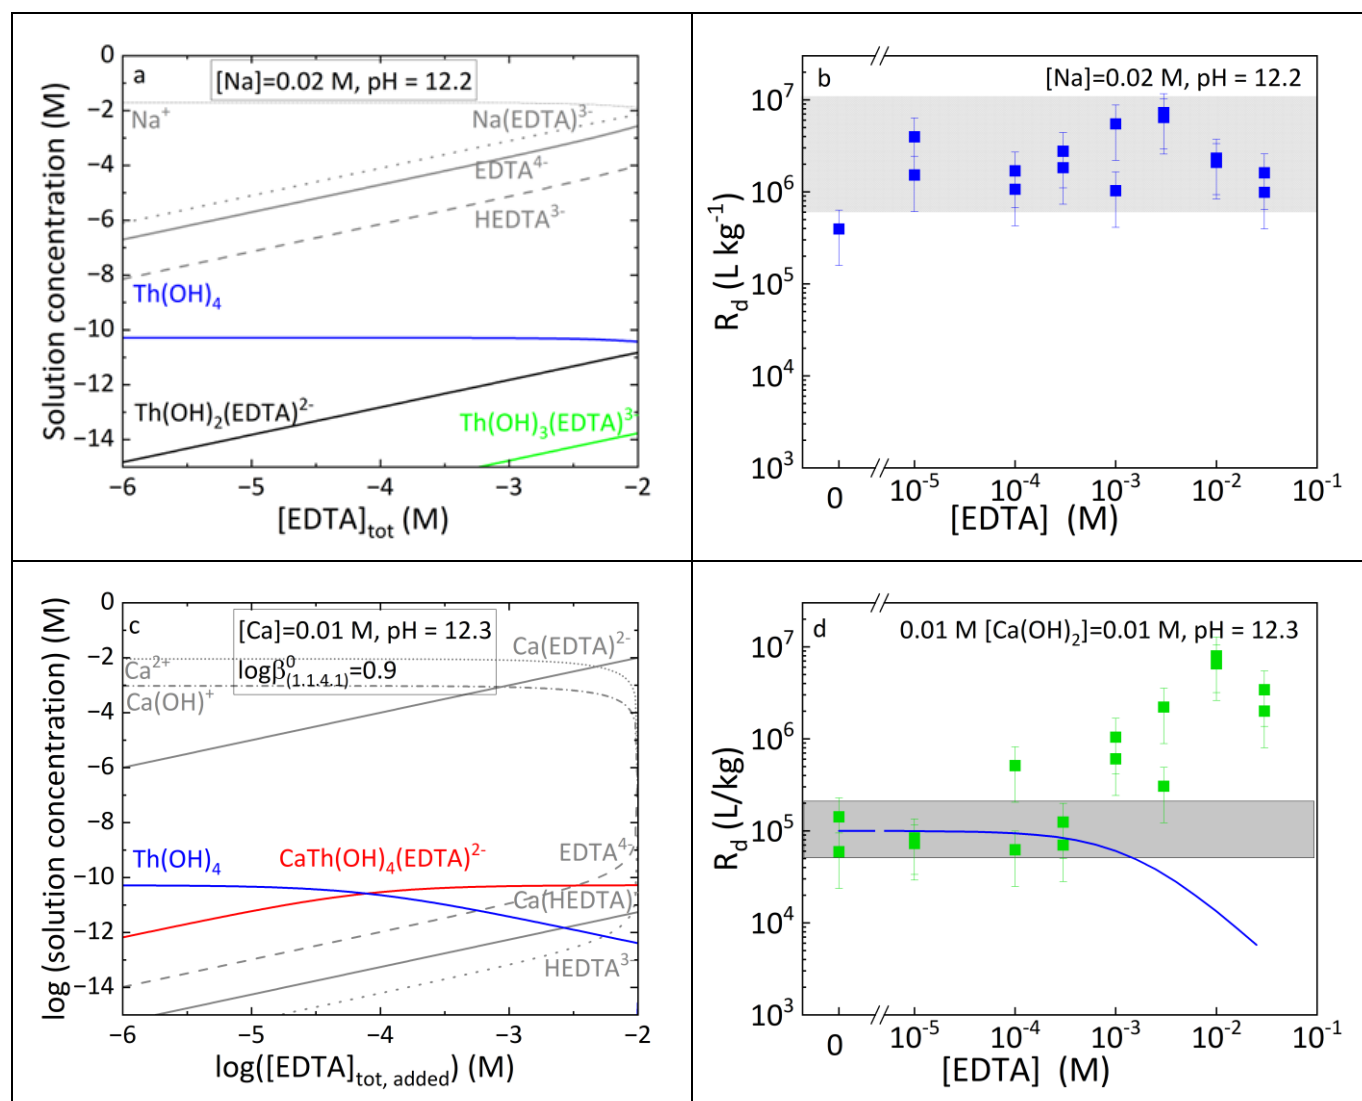 a
[Na]=0.02 M, pH = 12.2
0
−2
−4
−6
−8
−10
−12
−14
Solution concentration (M)
Na⁺
Na(EDTA)³⁻
EDTA⁴⁻
HEDTA³⁻
Th(OH)₄
Th(OH)₂(EDTA)²⁻
Th(OH)₃(EDTA)³⁻
−6 −5 −4 −3 −2
[EDTA]tot (M)
b
[Na]=0.02 M, pH = 12.2
10⁷
10⁶
10⁵
10⁴
10³
Rd (L kg⁻¹)
0 10⁻⁵ 10⁻⁴ 10⁻³ 10⁻² 10⁻¹
[EDTA] (M)
c
[Ca]=0.01 M, pH = 12.3
logβ⁰(1.1.4.1)=0.9
0
−2
−4
−6
−8
−10
−12
−14
log (solution concentration) (M)
Ca(EDTA)²⁻
Ca²⁺
Ca(OH)⁺
Th(OH)₄
CaTh(OH)₄(EDTA)²⁻
EDTA⁴⁻
Ca(HEDTA)⁻
HEDTA³⁻
−6 −5 −4 −3 −2
log([EDTA]tot, added) (M)
d
0.01 M [Ca(OH)₂]=0.01 M, pH = 12.3
10⁷
10⁶
10⁵
10⁴
10³
Rd (L/kg)
0 10⁻⁵ 10⁻⁴ 10⁻³ 10⁻² 10⁻¹
[EDTA] (M)